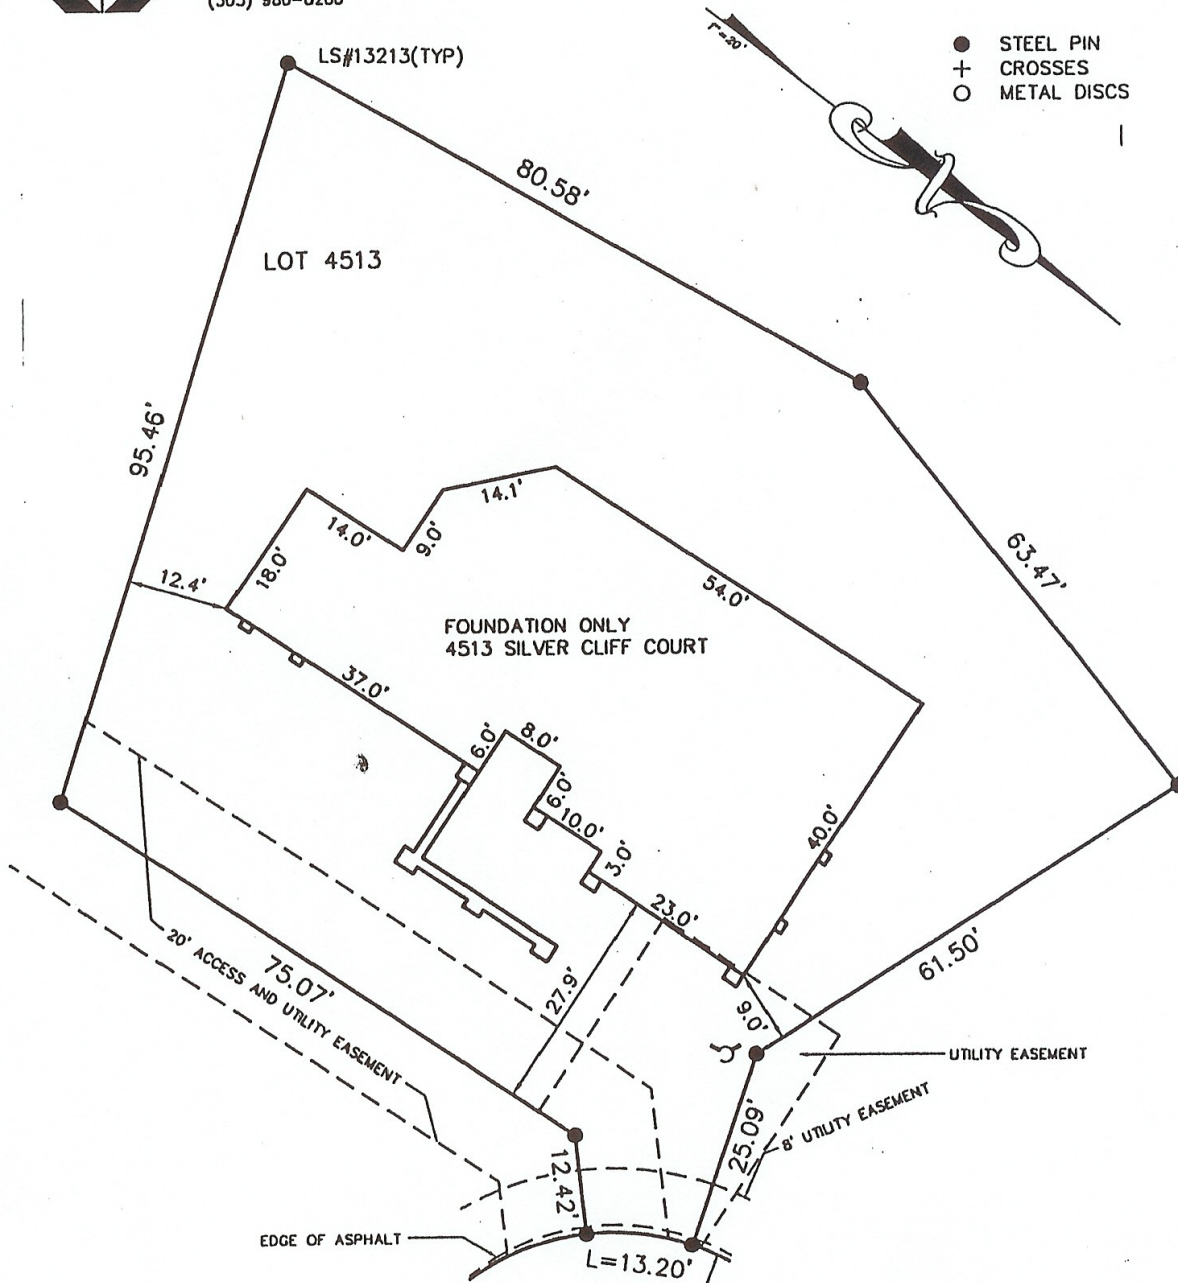 LS#13213(TYP)
1"=20'
STEEL PIN
CROSSES
METAL DISCS
80.58'
LOT 4513
95.46'
63.47'
14.1'
14.0'
9.0'
18.0'
12.4'
54.0'
FOUNDATION ONLY
4513 SILVER CLIFF COURT
37.0'
6.0'
8.0'
6.0'
10.0'
3.0'
40.0'
23.0'
27.9'
61.50'
9.0'
75.07'
20' ACCESS AND UTILITY EASEMENT
UTILITY EASEMENT
8' UTILITY EASEMENT
25.09'
12.42'
EDGE OF ASPHALT
L=13.20'